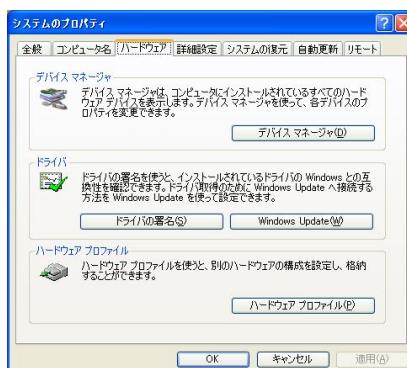 システムのプロパティ
全般 コンピュータ名 ハードウェア 詳細設定 システムの復元 自動更新 リモート
デバイス マネージャ
デバイス マネージャは、コンピュータにインストールされているすべてのハード
ウェア デバイスを表示します。デバイス マネージャを使って、各デバイスのプ
ロパティを変更できます。
デバイス マネージャ(D)
ドライバ
ドライバの署名を使うと、インストールされているドライバの Windows との互
換性を確認できます。ドライバ取得のために Windows Update へ接続する
方法を Windows Update を使って設定できます。
ドライバの署名(S) Windows Update(W)
ハードウェア プロファイル
ハードウェア プロファイルを使うと、別のハードウェアの構成を設定し、格納
することができます。
ハードウェア プロファイル(P)
OK キャンセル 適用(A)